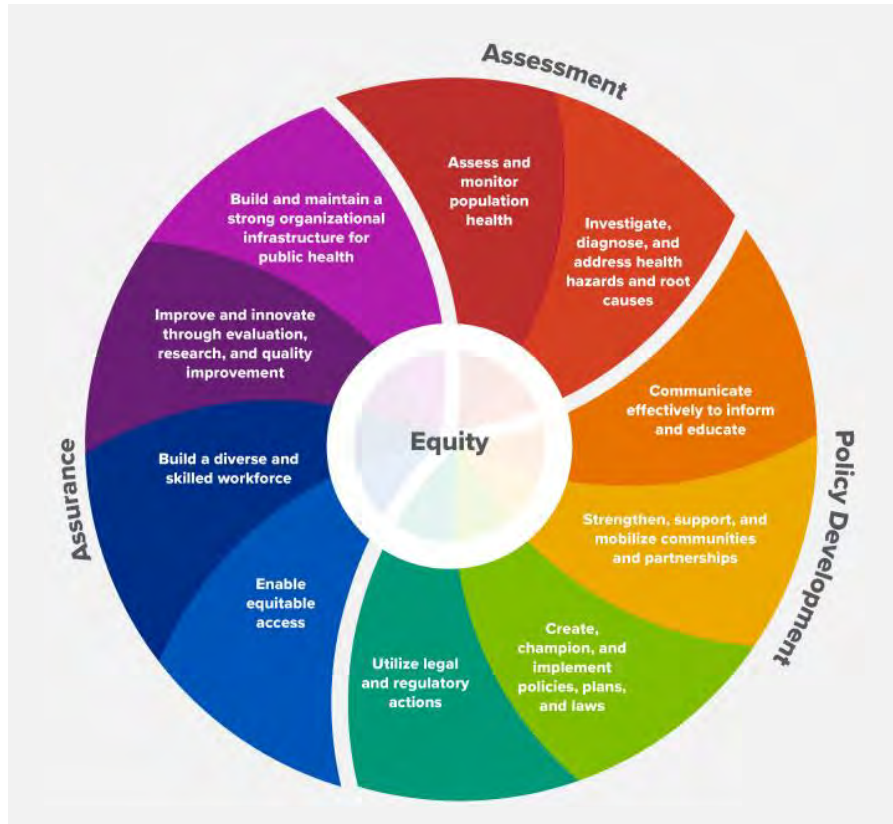 Assessment
Assess and
monitor
population
health
Investigate,
diagnose, and
address health
hazards and root
causes
Policy Development
Communicate
effectively to inform
and educate
Strengthen, support, and
mobilize communities
and partnerships
Create,
champion, and
implement
policies, plans,
and laws
Utilize legal
and regulatory
actions
Assurance
Enable
equitable
access
Build a diverse and
skilled workforce
Improve and innovate
through evaluation,
research, and quality
improvement
Build and maintain a
strong organizational
infrastructure for
public health
Equity